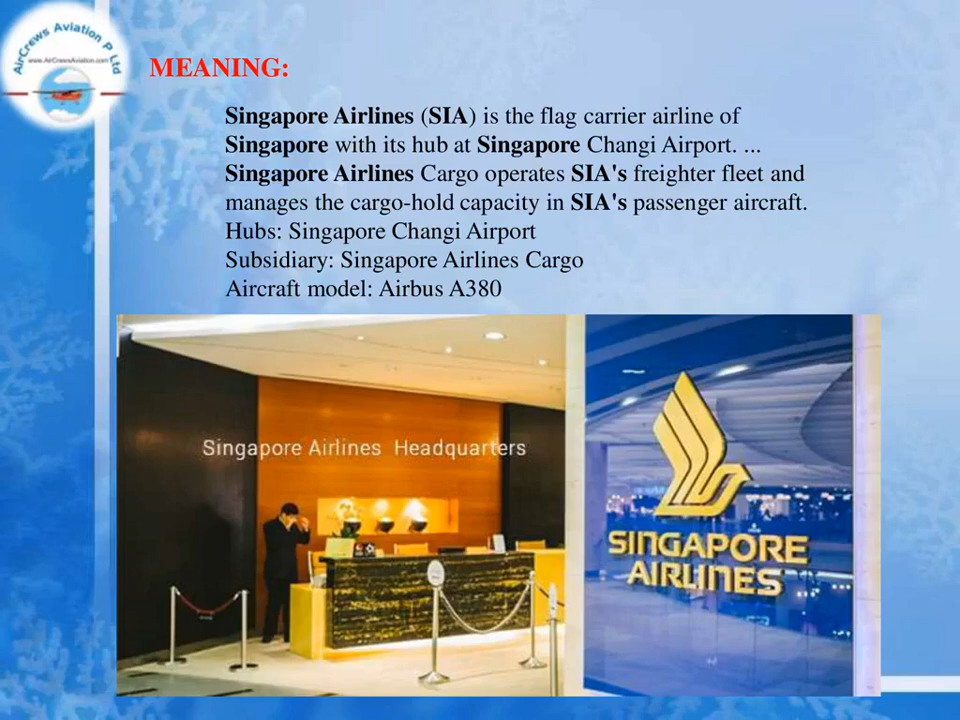 AirCrews Aviation P Ltd
www.AirCrewsAviation.com
MEANING:
Singapore Airlines (SIA) is the flag carrier airline of
Singapore with its hub at Singapore Changi Airport. ...
Singapore Airlines Cargo operates SIA's freighter fleet and
manages the cargo-hold capacity in SIA's passenger aircraft.
Hubs: Singapore Changi Airport
Subsidiary: Singapore Airlines Cargo
Aircraft model: Airbus A380
Singapore Airlines Headquarters
SINGAPORE
AIRLINES